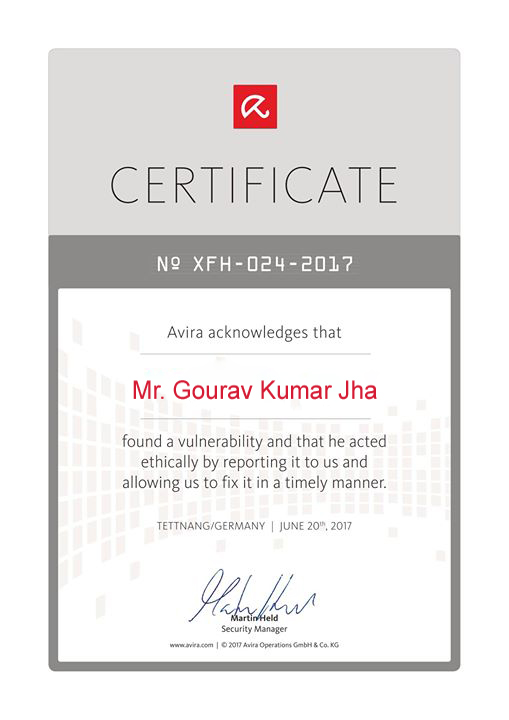 CERTIFICATE
Nº XFH-024-2017
Avira acknowledges that
Mr. Gourav Kumar Jha
found a vulnerability and that he acted
ethically by reporting it to us and
allowing us to fix it in a timely manner.
TETTNANG/GERMANY | JUNE 20th, 2017
Martin Held
Security Manager
www.avira.com | © 2017 Avira Operations GmbH & Co. KG